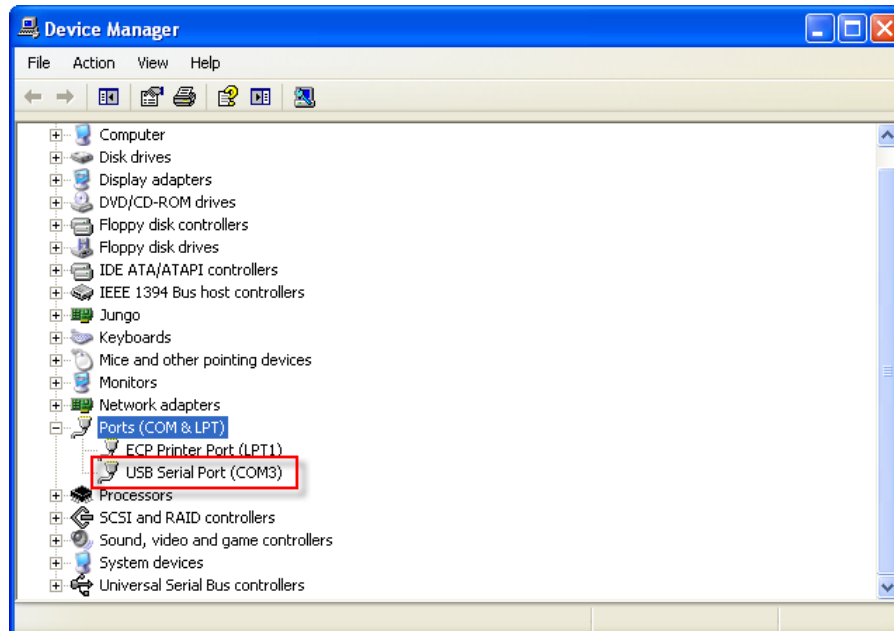 Device Manager
File Action View Help
Computer
Disk drives
Display adapters
DVD/CD-ROM drives
Floppy disk controllers
Floppy disk drives
IDE ATA/ATAPI controllers
IEEE 1394 Bus host controllers
Jungo
Keyboards
Mice and other pointing devices
Monitors
Network adapters
Ports (COM & LPT)
ECP Printer Port (LPT1)
USB Serial Port (COM3)
Processors
SCSI and RAID controllers
Sound, video and game controllers
System devices
Universal Serial Bus controllers